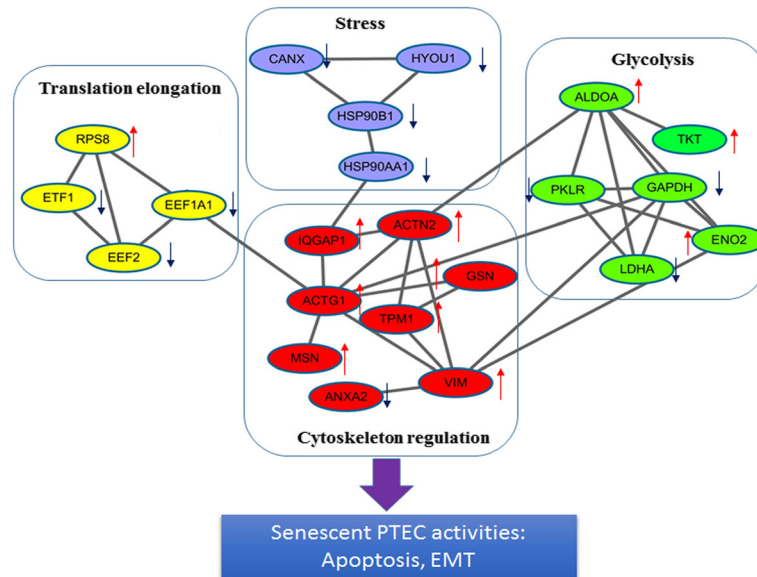 Stress
CANX
HYOU1
HSP90B1
HSP90AA1
Translation elongation
RPS8
ETF1
EEF1A1
EEF2
Glycolysis
ALDOA
TKT
PKLR
GAPDH
ENO2
LDHA
IQGAP1
ACTN2
GSN
ACTG1
TPM1
MSN
VIM
ANXA2
Cytoskeleton regulation
Senescent PTEC activities:
Apoptosis, EMT